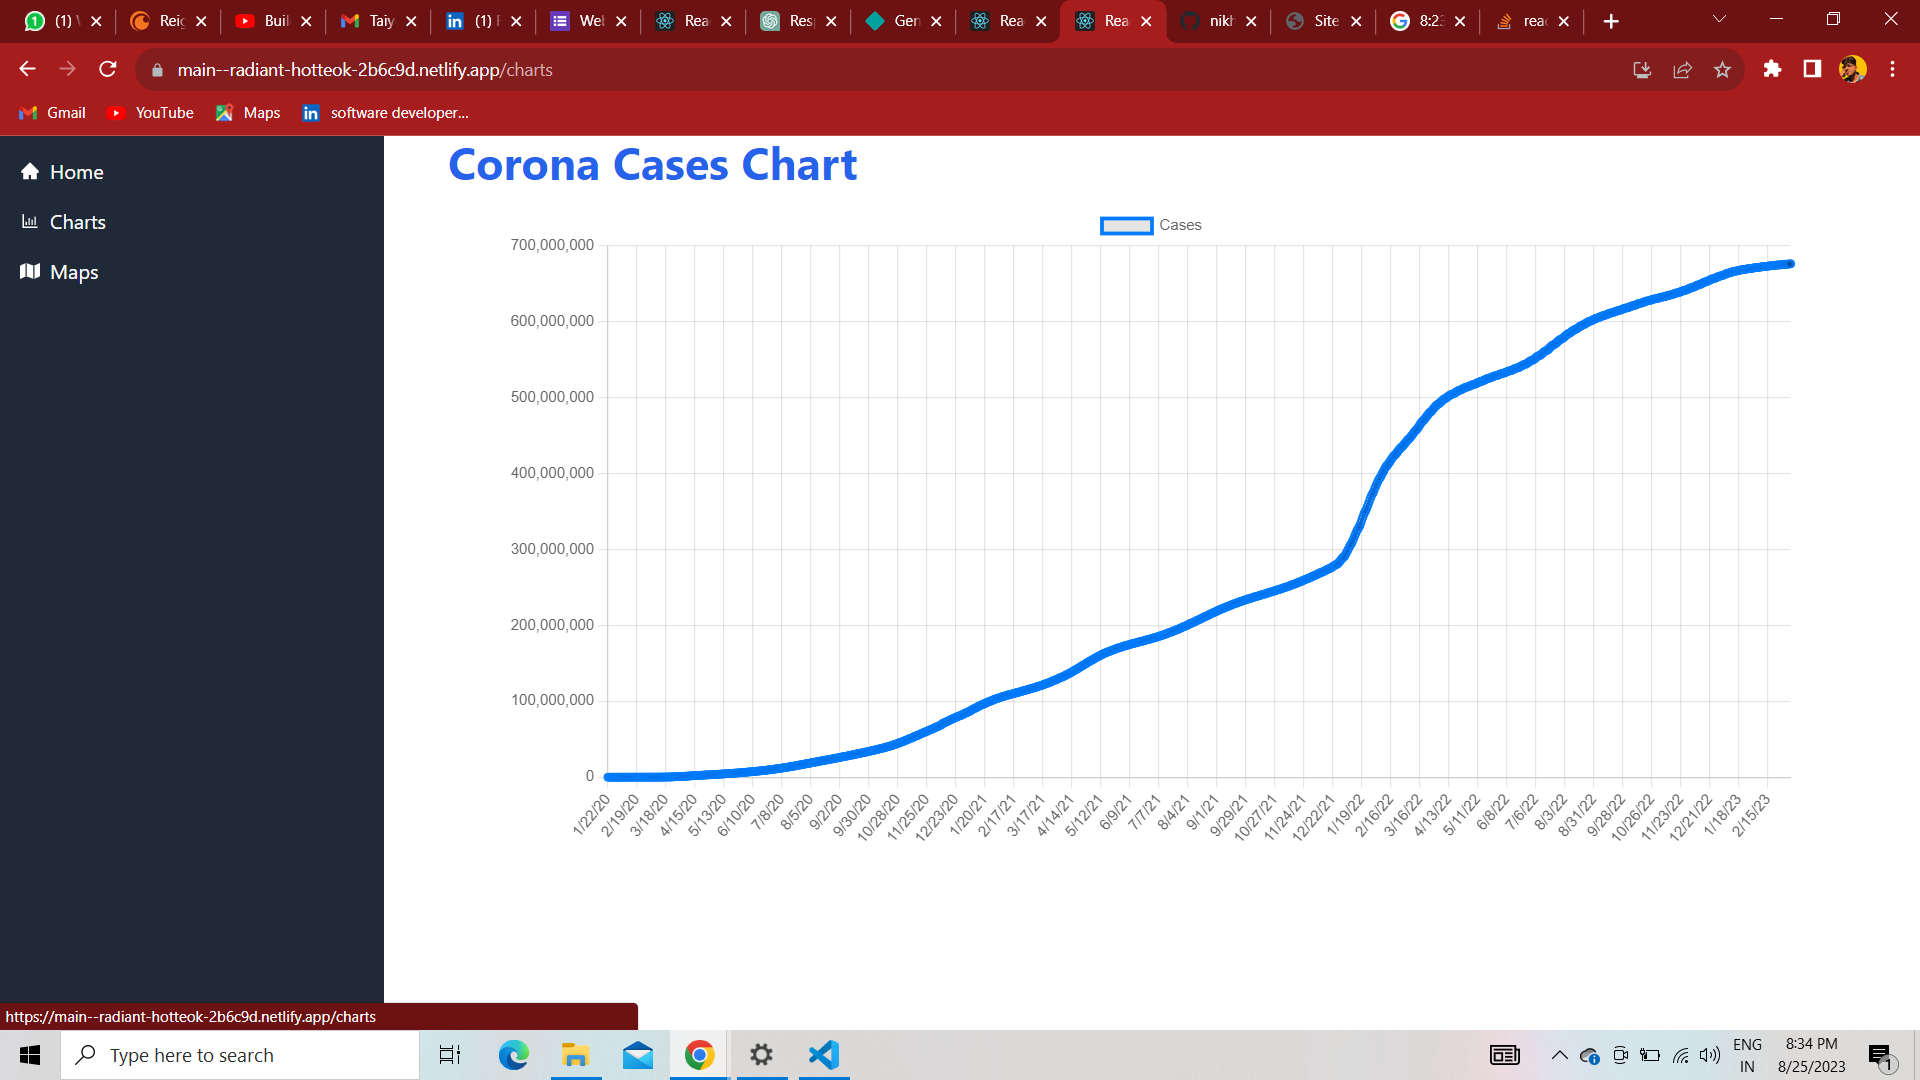 (1) Reig Buil Taiy (1) Wel Rea Res Ger Rea Rea nikh Site 8:23 rea
main--radiant-hotteok-2b6c9d.netlify.app/charts
Gmail YouTube Maps software developer...
Home
Charts
Maps
Corona Cases Chart
Cases
700,000,000
600,000,000
500,000,000
400,000,000
300,000,000
200,000,000
100,000,000
0
1/22/20 2/19/20 3/18/20 4/15/20 5/13/20 6/10/20 7/8/20 8/5/20 9/2/20 9/30/20 10/28/20 11/25/20 12/23/20 1/20/21 2/17/21 3/17/21 4/14/21 5/12/21 6/9/21 7/7/21 8/4/21 9/1/21 9/29/21 10/27/21 11/24/21 12/22/21 1/19/22 2/16/22 3/16/22 4/13/22 5/11/22 6/8/22 7/6/22 8/3/22 8/31/22 9/28/22 10/26/22 11/23/22 12/21/22 1/18/23 2/15/23
https://main--radiant-hotteok-2b6c9d.netlify.app/charts
Type here to search
ENG
IN
8:34 PM
8/25/2023
1